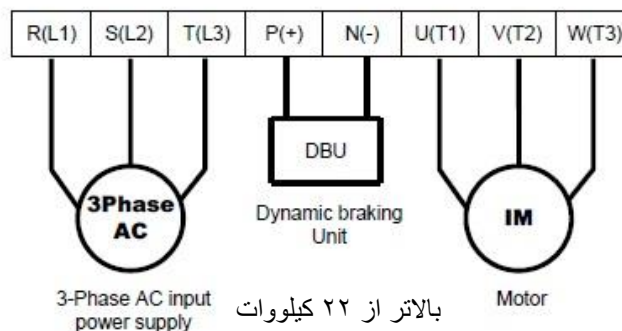 R(L1) S(L2) T(L3) P(+) N(-) U(T1) V(T2) W(T3)
3Phase
AC
DBU
IM
Dynamic braking
Unit
3-Phase AC input
power supply
بالاتر از ۲۲ کیلووات
Motor